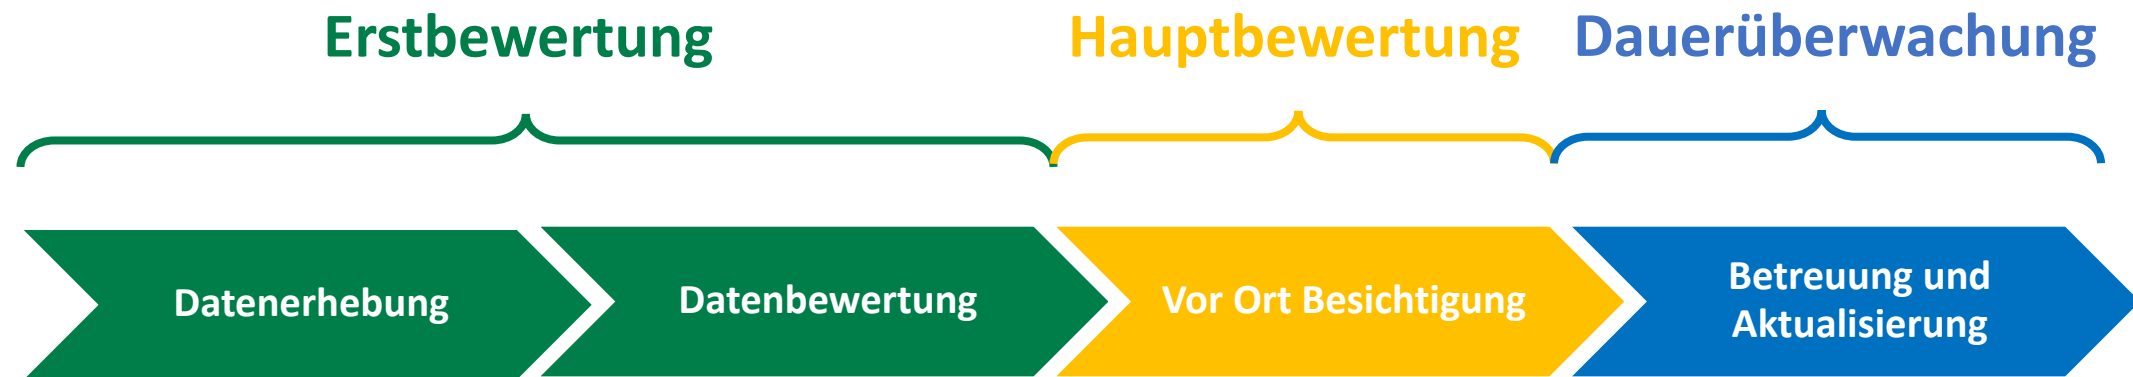 Erstbewertung
Hauptbewertung
Dauerüberwachung
Datenerhebung
Datenbewertung
Vor Ort Besichtigung
Betreuung und
Aktualisierung